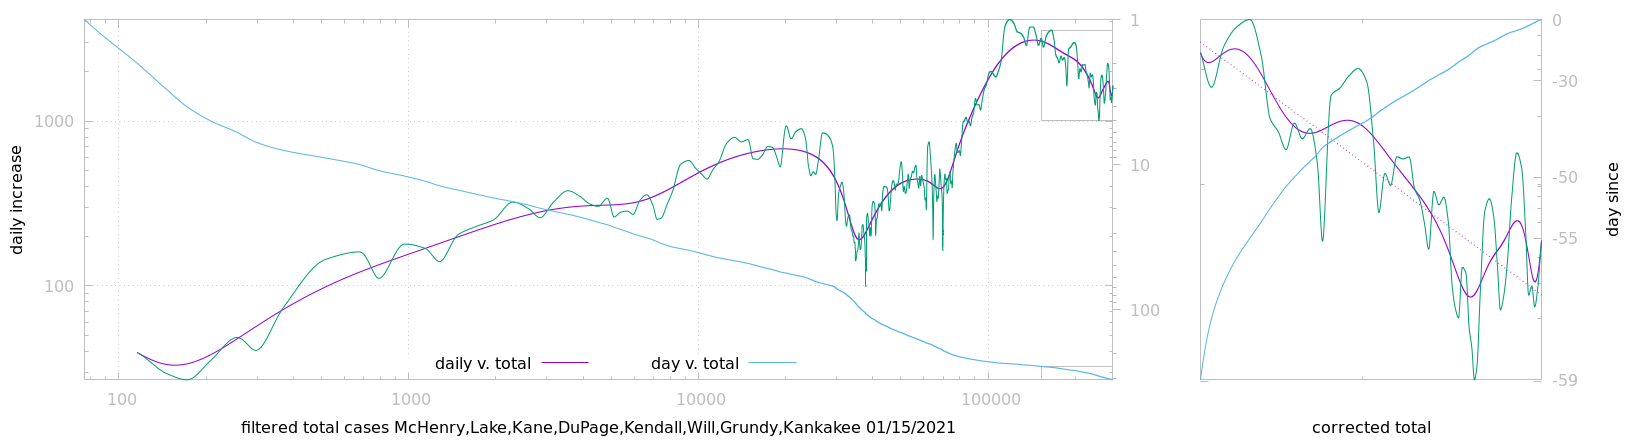 1
0
-30
1000
10
-50
daily increase
day since
-55
100
100
daily v. total
day v. total
-59
100
1000
10000
100000
filtered total cases McHenry,Lake,Kane,DuPage,Kendall,Will,Grundy,Kankakee 01/15/2021
corrected total